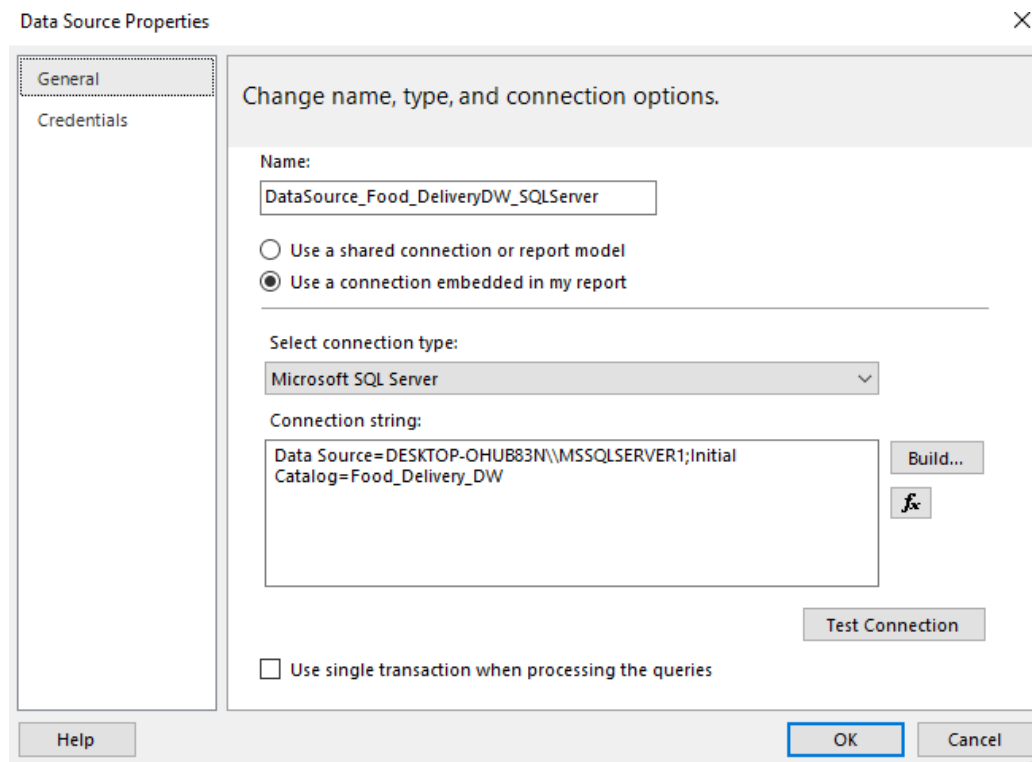 Data Source Properties
General
Credentials
Change name, type, and connection options.
Name:
DataSource_Food_DeliveryDW_SQLServer
Use a shared connection or report model
Use a connection embedded in my report
Select connection type:
Microsoft SQL Server
Connection string:
Data Source=DESKTOP-OHUB83N\\MSSQLSERVER1;Initial
Catalog=Food_Delivery_DW
Build...
fx
Test Connection
Use single transaction when processing the queries
Help
OK
Cancel